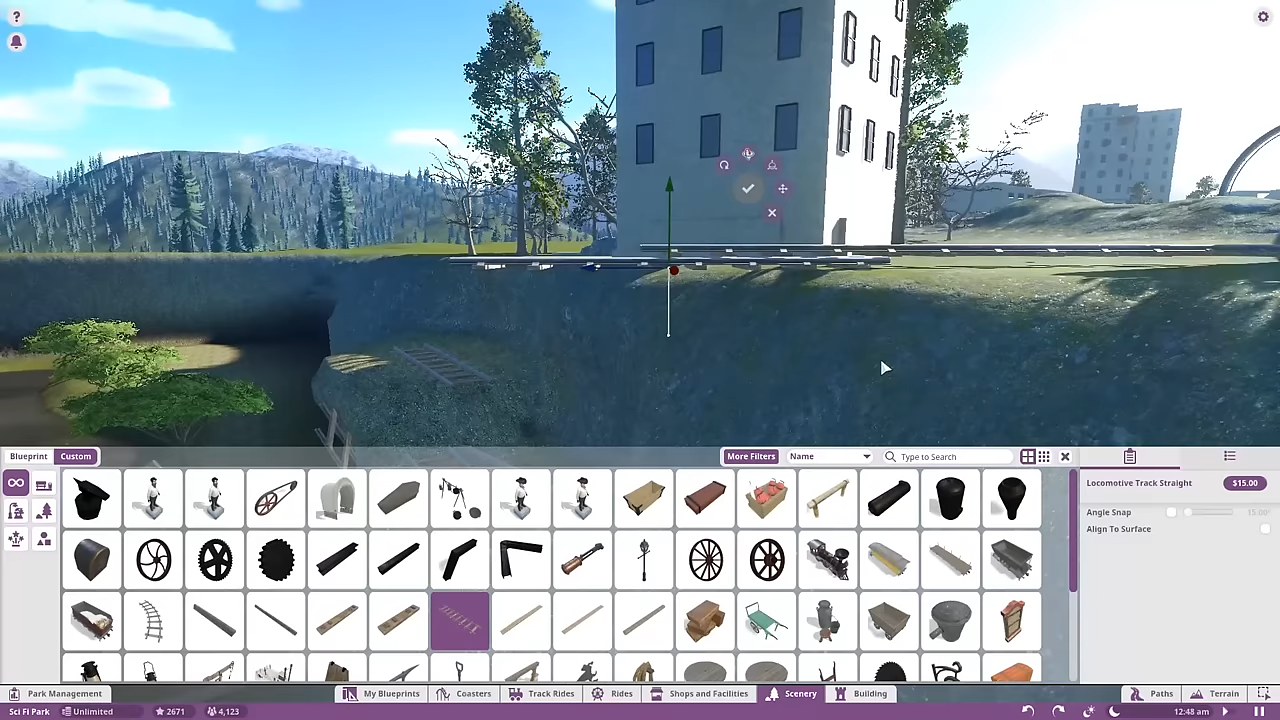 ?
Blueprint Custom More Filters Name Type to Search
Locomotive Track Straight $15.00
Angle Snap 15.00°
Align To Surface
Park Management My Blueprints Coasters Track Rides Rides Shops and Facilities Scenery Building Paths Terrain
Sci Fi Park Unlimited 2671 4,123 12:48 am